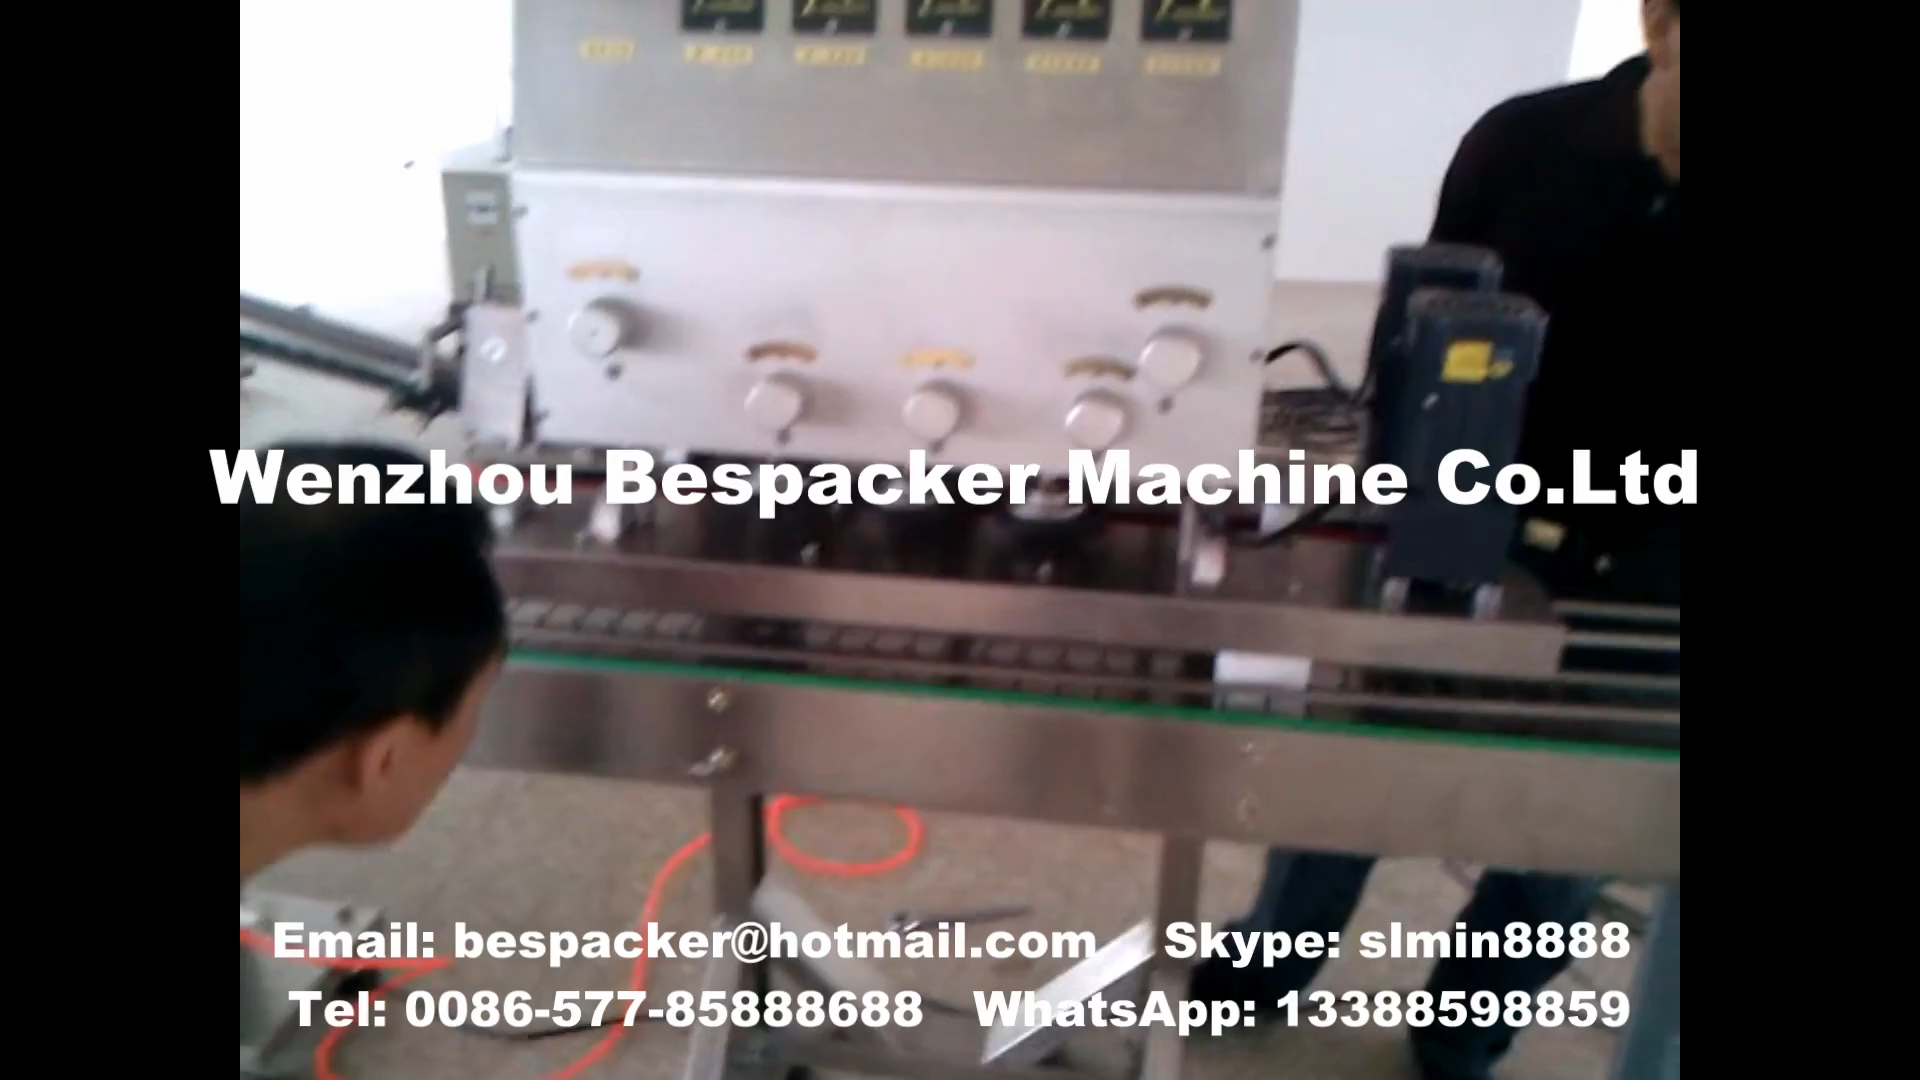 Wenzhou Bespacker Machine Co.Ltd
Email: bespacker@hotmail.com Skype: slmin8888
Tel: 0086-577-85888688 WhatsApp: 13388598859